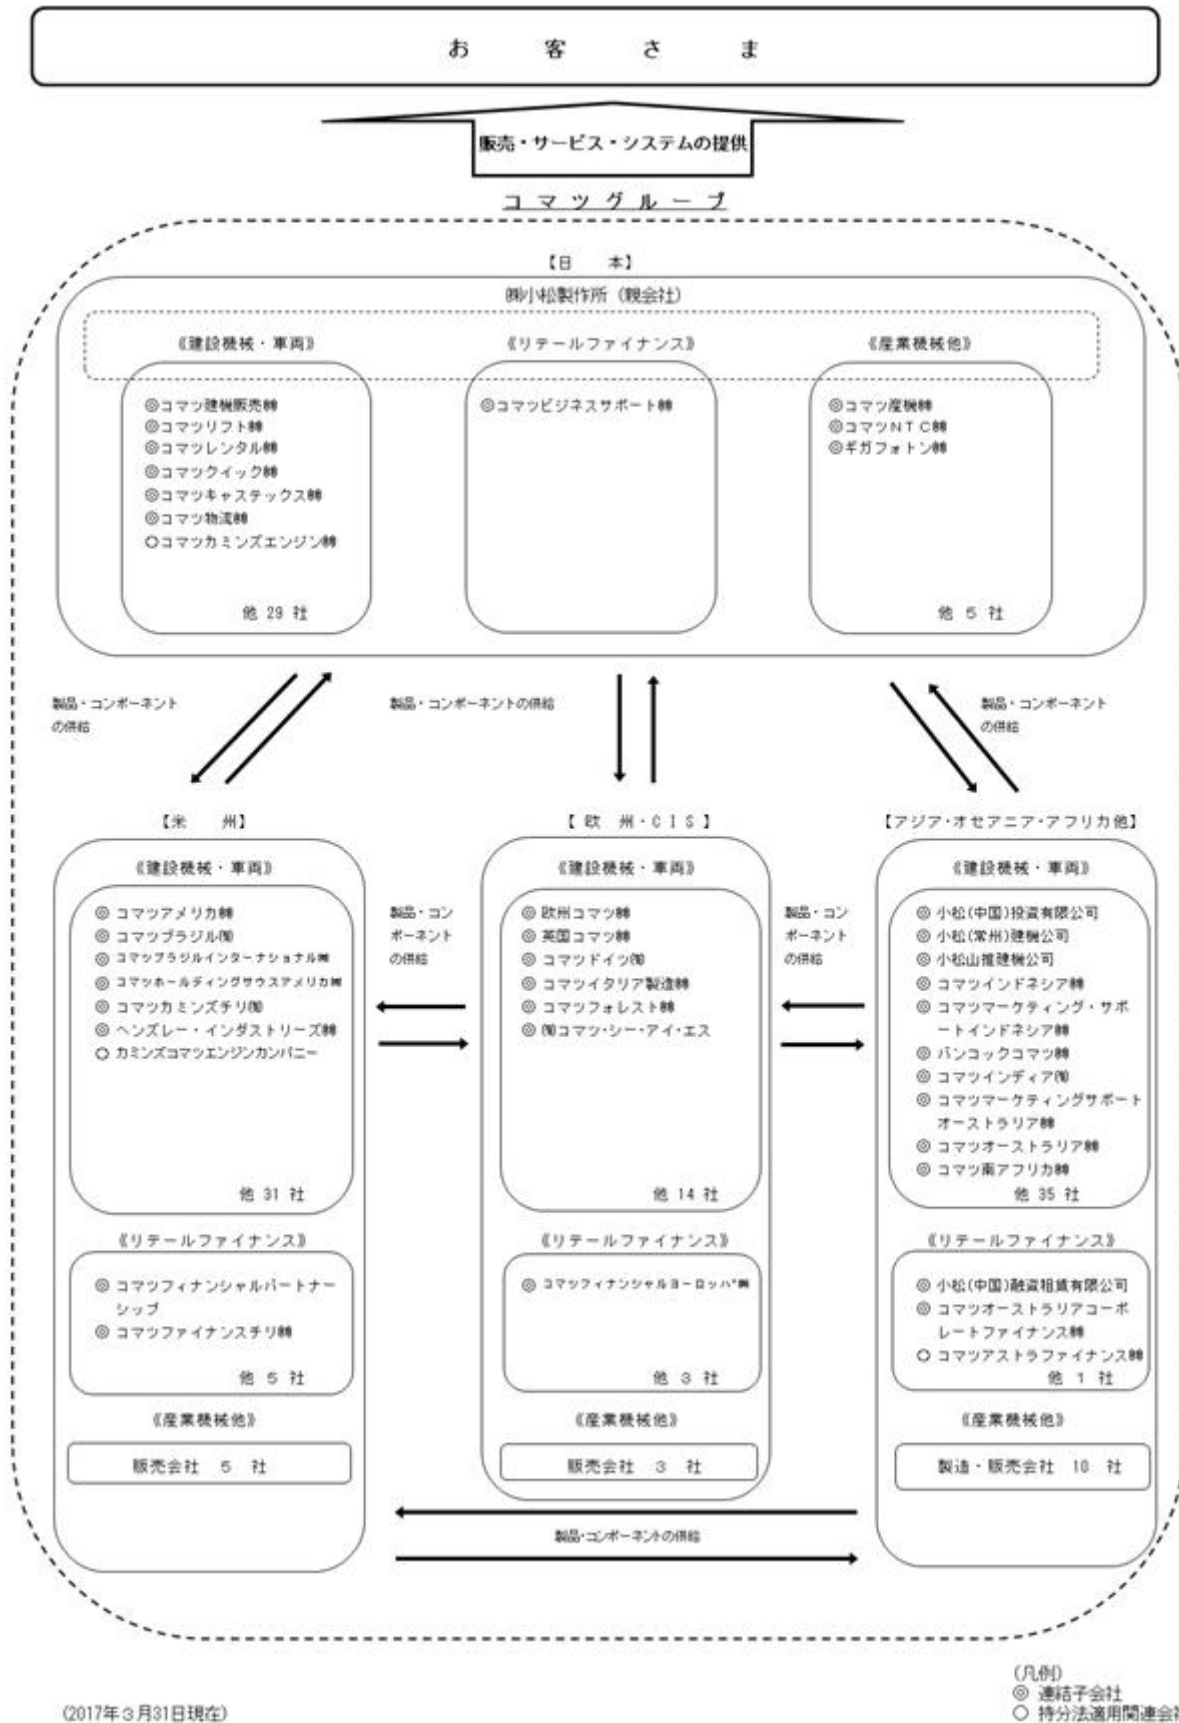 お客さま
販売・サービス・システムの提供
コマツグループ
【日 本】
㈱小松製作所（親会社）
《建設機械・車両》
◎コマツ建機販売㈱
◎コマツリフト㈱
◎コマツレンタル㈱
◎コマツクイック㈱
◎コマツキャステックス㈱
◎コマツ物流㈱
○コマツカミンズエンジン㈱
他 29 社
《リテールファイナンス》
◎コマツビジネスサポート㈱
《産業機械他》
◎コマツ産機㈱
◎コマツNTC㈱
◎ギガフォトン㈱
他 5 社
製品・コンポーネント
の供給
製品・コンポーネントの供給
製品・コンポーネント
の供給
【米 州】
《建設機械・車両》
◎ コマツアメリカ㈱
◎ コマツブラジル㈲
◎ コマツブラジルインターナショナル㈱
◎ コマツホールディングサウスアメリカ㈱
◎ コマツカミンズチリ㈲
◎ ヘンズレー・インダストリーズ㈱
○ カミンズコマツエンジンカンパニー
他 31 社
《リテールファイナンス》
◎ コマツフィナンシャルパートナー
シップ
◎ コマツファイナンスチリ㈱
他 5 社
《産業機械他》
販売会社 5 社
製品・コン
ポーネント
の供給
【欧 州・CIS】
《建設機械・車両》
◎ 欧州コマツ㈱
◎ 英国コマツ㈱
◎ コマツドイツ㈲
◎ コマツイタリア製造㈱
◎ コマツフォレスト㈱
◎ ㈲コマツ・シー・アイ・エス
他 14 社
《リテールファイナンス》
◎ コマツフィナンシャルヨーロッパ㈱
他 3 社
《産業機械他》
販売会社 3 社
製品・コン
ポーネント
の供給
【アジア・オセアニア・アフリカ他】
《建設機械・車両》
◎ 小松(中国)投資有限公司
◎ 小松(常州)建機公司
◎ 小松山推建機公司
◎ コマツインドネシア㈱
◎ コマツマーケティング・サポ
ートインドネシア㈱
◎ バンコックコマツ㈱
◎ コマツインディア㈲
◎ コマツマーケティングサポート
オーストラリア㈱
◎ コマツオーストラリア㈱
◎ コマツ南アフリカ㈱
他 35 社
《リテールファイナンス》
◎ 小松(中国)融資租賃有限公司
◎ コマツオーストラリアコーポ
レートファイナンス㈱
○ コマツアストラファイナンス㈱
他 1 社
《産業機械他》
製造・販売会社 10 社
製品・コンポーネントの供給
(凡例)
◎ 連結子会社
○ 持分法適用関連会社
(2017年3月31日現在)